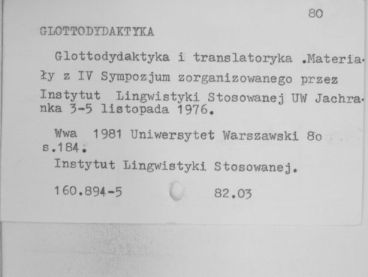 80
GLOTTODYDAKTYKA
Glottodydaktyka i translatoryka .Materia-
ły z IV Sympozjum zorganizowanego przez
Instytut Lingwistyki Stosowanej UW Jachra-
nka 3-5 listopada 1976.
Wwa 1981 Uniwersytet Warszawski 8o
s.184.
Instytut Lingwistyki Stosowanej.
160.894-5 82.03